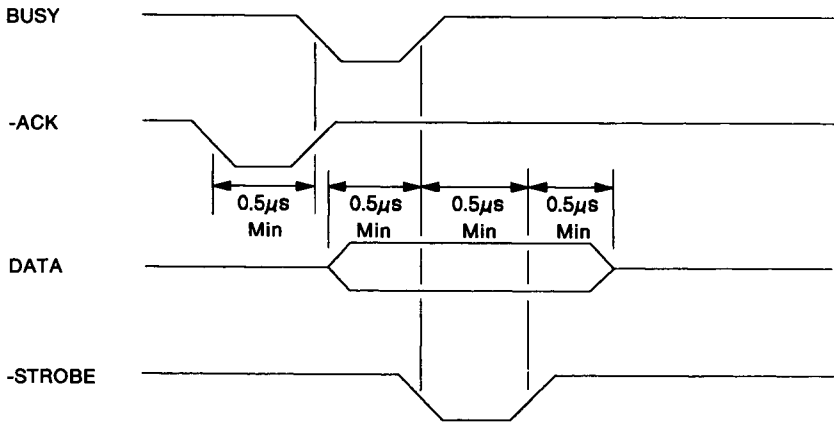 BUSY
-ACK
0.5μs 0.5μs 0.5μs 0.5μs
Min Min Min Min
DATA
-STROBE